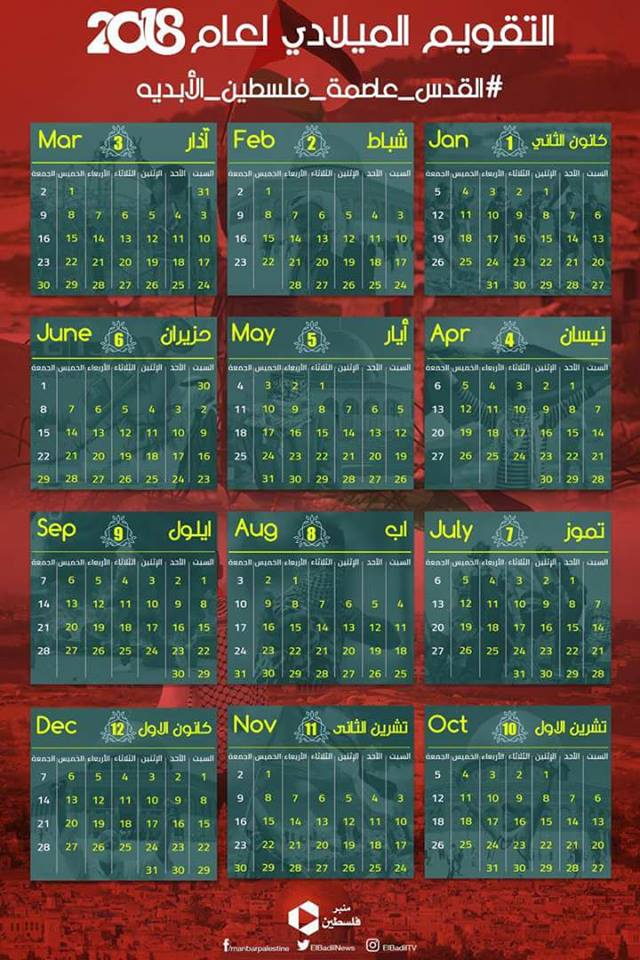 التقويم الميلادي لعام 2018
#القدس_عاصمة_فلسطين_الأبديه
كانون الثاني 1 Jan
السبت الأحد الإثنين الثلاثاء الأربعاء الخميس الجمعة
1 2 3 4 5
6 7 8 9 10 11 12
13 14 15 16 17 18 19
20 21 22 23 24 25 26
27 28 29 30 31
شباط 2 Feb
السبت الأحد الإثنين الثلاثاء الأربعاء الخميس الجمعة
1 2
3 4 5 6 7 8 9
10 11 12 13 14 15 16
17 18 19 20 21 22 23
24 25 26 27 28
آذار 3 Mar
السبت الأحد الإثنين الثلاثاء الأربعاء الخميس الجمعة
31 1 2
3 4 5 6 7 8 9
10 11 12 13 14 15 16
17 18 19 20 21 22 23
24 25 26 27 28 29 30
نيسان 4 Apr
السبت الأحد الإثنين الثلاثاء الأربعاء الخميس الجمعة
1 2 3 4 5 6
7 8 9 10 11 12 13
14 15 16 17 18 19 20
21 22 23 24 25 26 27
28 29 30
أيار 5 May
السبت الأحد الإثنين الثلاثاء الأربعاء الخميس الجمعة
1 2 3 4
5 6 7 8 9 10 11
12 13 14 15 16 17 18
19 20 21 22 23 24 25
26 27 28 29 30 31
حزيران 6 June
السبت الأحد الإثنين الثلاثاء الأربعاء الخميس الجمعة
30 1
2 3 4 5 6 7 8
9 10 11 12 13 14 15
16 17 18 19 20 21 22
23 24 25 26 27 28 29
تموز 7 July
السبت الأحد الإثنين الثلاثاء الأربعاء الخميس الجمعة
1 2 3 4 5 6
7 8 9 10 11 12 13
14 15 16 17 18 19 20
21 22 23 24 25 26 27
28 29 30 31
اب 8 Aug
السبت الأحد الإثنين الثلاثاء الأربعاء الخميس الجمعة
1 2 3
4 5 6 7 8 9 10
11 12 13 14 15 16 17
18 19 20 21 22 23 24
25 26 27 28 29 30 31
ايلول 9 Sep
السبت الأحد الإثنين الثلاثاء الأربعاء الخميس الجمعة
1 2 3 4 5 6 7
8 9 10 11 12 13 14
15 16 17 18 19 20 21
22 23 24 25 26 27 28
29 30
تشرين الاول 10 Oct
السبت الأحد الإثنين الثلاثاء الأربعاء الخميس الجمعة
1 2 3 4 5
6 7 8 9 10 11 12
13 14 15 16 17 18 18
20 21 22 23 24 25 26
27 28 29 30 31
تشرين الثاني 11 Nov
السبت الأحد الإثنين الثلاثاء الأربعاء الخميس الجمعة
1 2
3 4 5 6 7 8 9
10 11 12 13 14 15 16
17 18 19 20 21 22 23
24 25 26 27 28 29 30
كانون الاول 12 Dec
السبت الأحد الإثنين الثلاثاء الأربعاء الخميس الجمعة
1 2 3 4 5 6 7
8 9 10 11 12 13 14
15 16 17 18 19 20 21
22 23 24 25 26 27 28
29 30 31
منبر
فلسطين
manbarpalestine ElBadilNews ElBadilTV